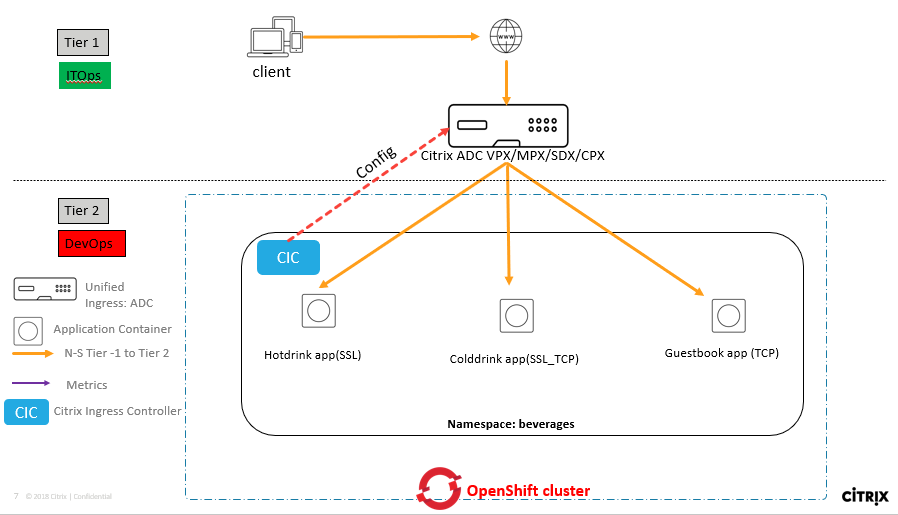 Tier 1
ITOps
client
WWW
Citrix ADC VPX/MPX/SDX/CPX
Config
Tier 2
DevOps
CIC
Unified
Ingress: ADC
Application Container
N-S Tier -1 to Tier 2
Metrics
CIC
Citrix Ingress Controller
Hotdrink app(SSL)
Colddrink app(SSL_TCP)
Guestbook app (TCP)
Namespace: beverages
OpenShift cluster
7 © 2018 Citrix | Confidential
CITRIX